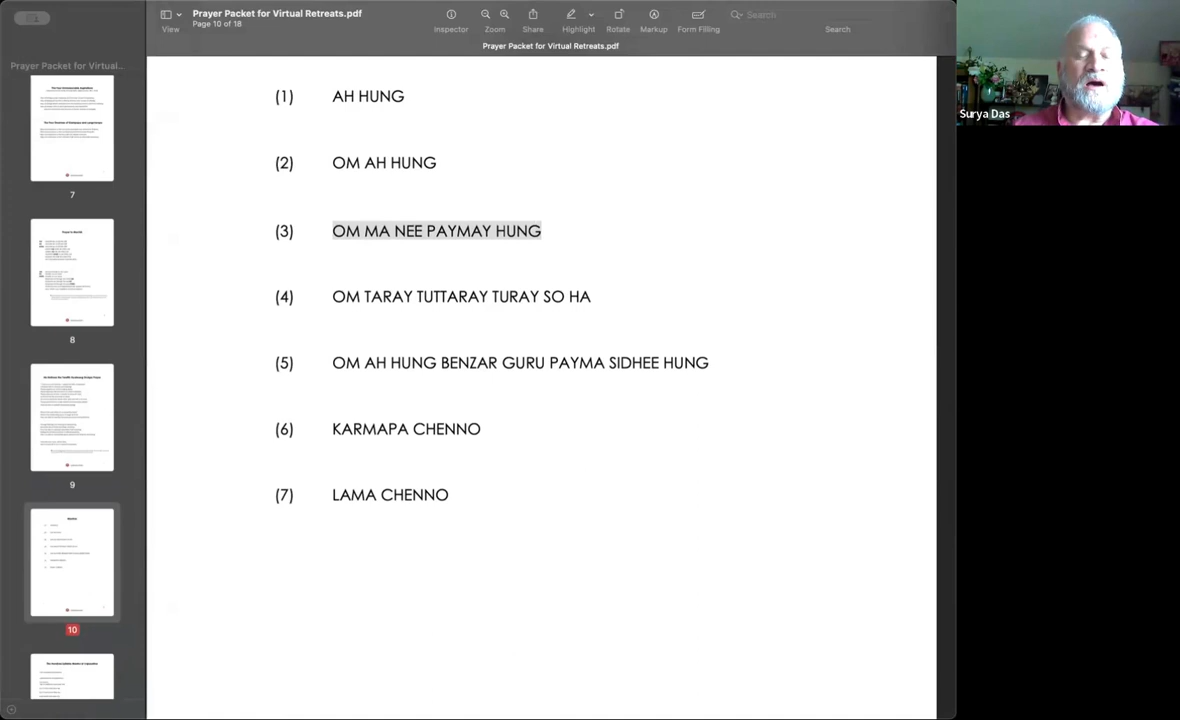 Prayer Packet for Virtual Retreats.pdf
Page 10 of 18
View
Inspector
Zoom
Share
Highlight
Rotate
Markup
Form Filling
Search
Search
Prayer Packet for Virtual Retreats.pdf
Prayer Packet for Virtual...
7
8
9
10
(1) AH HUNG
(2) OM AH HUNG
(3) OM MA NEE PAYMAY HUNG
(4) OM TARAY TUTTARAY TURAY SO HA
(5) OM AH HUNG BENZAR GURU PAYMA SIDHEE HUNG
(6) KARMAPA CHENNO
(7) LAMA CHENNO
Surya Das